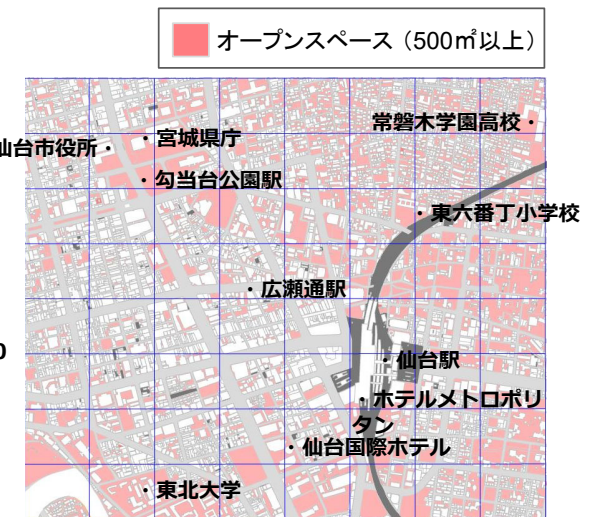 オープンスペース（500㎡以上）
常磐木学園高校
宮城県庁
仙台市役所
勾当台公園駅
東六番丁小学校
広瀬通駅
0
仙台駅
ホテルメトロポリ
タン
仙台国際ホテル
東北大学